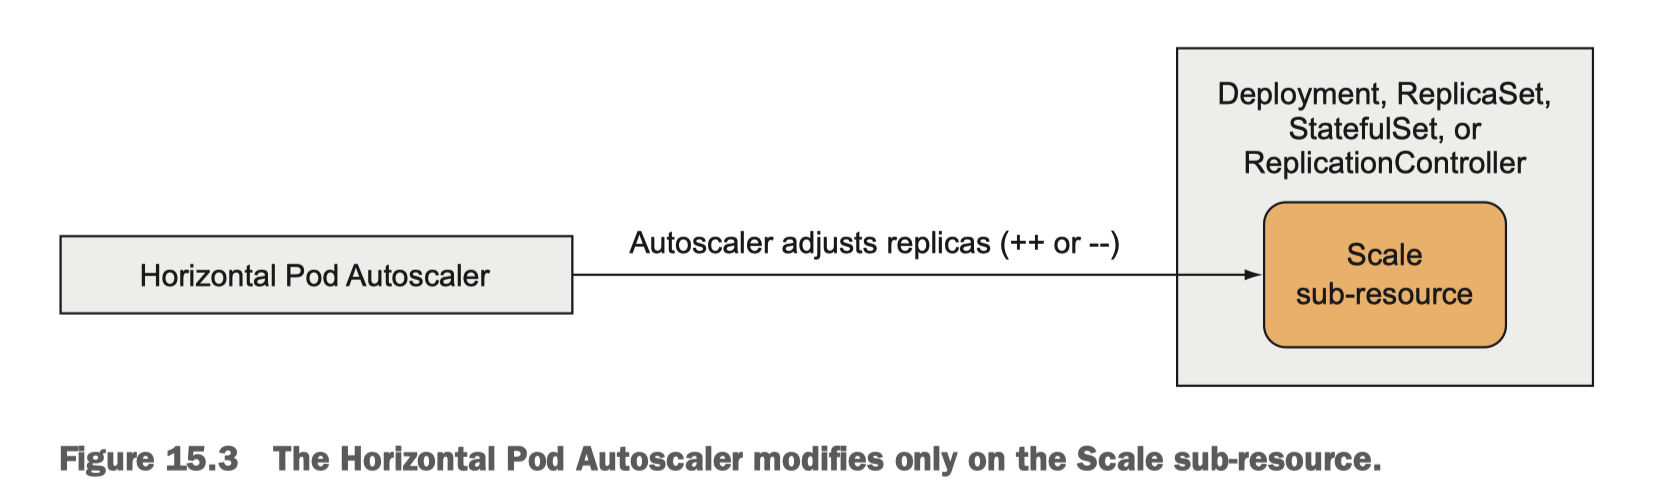 Deployment, ReplicaSet,
StatefulSet, or
ReplicationController
Autoscaler adjusts replicas (++ or --)
Horizontal Pod Autoscaler
Scale
sub-resource
Figure 15.3 The Horizontal Pod Autoscaler modifies only on the Scale sub-resource.